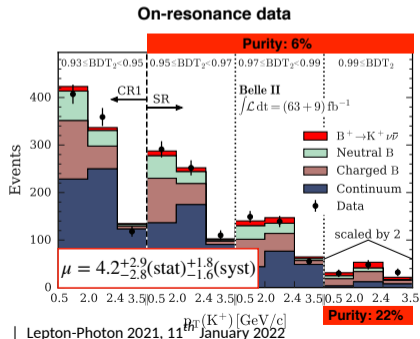 On-resonance data
Purity: 6%
0.93≤BDT₂<0.95 0.95≤BDT₂<0.97 0.97≤BDT₂<0.99 0.99≤BDT₂
CR1 SR
Belle II
∫ℒ dt = (63 + 9) fb⁻¹
B⁺→K⁺νν̄
Neutral B
Charged B
Continuum
Data
scaled by 2
Events
400
300
200
100
0
μ = 4.2+2.9−2.8(stat)+1.8−1.6(syst)
0.5 2.0 2.4 3.5|0.5 2.0 2.4 3.5|0.5 2.0 2.4 3.5|0.5 2.0 2.4 3.5
pT(K⁺) [GeV/c]
Purity: 22%
| Lepton-Photon 2021, 11th January 2022